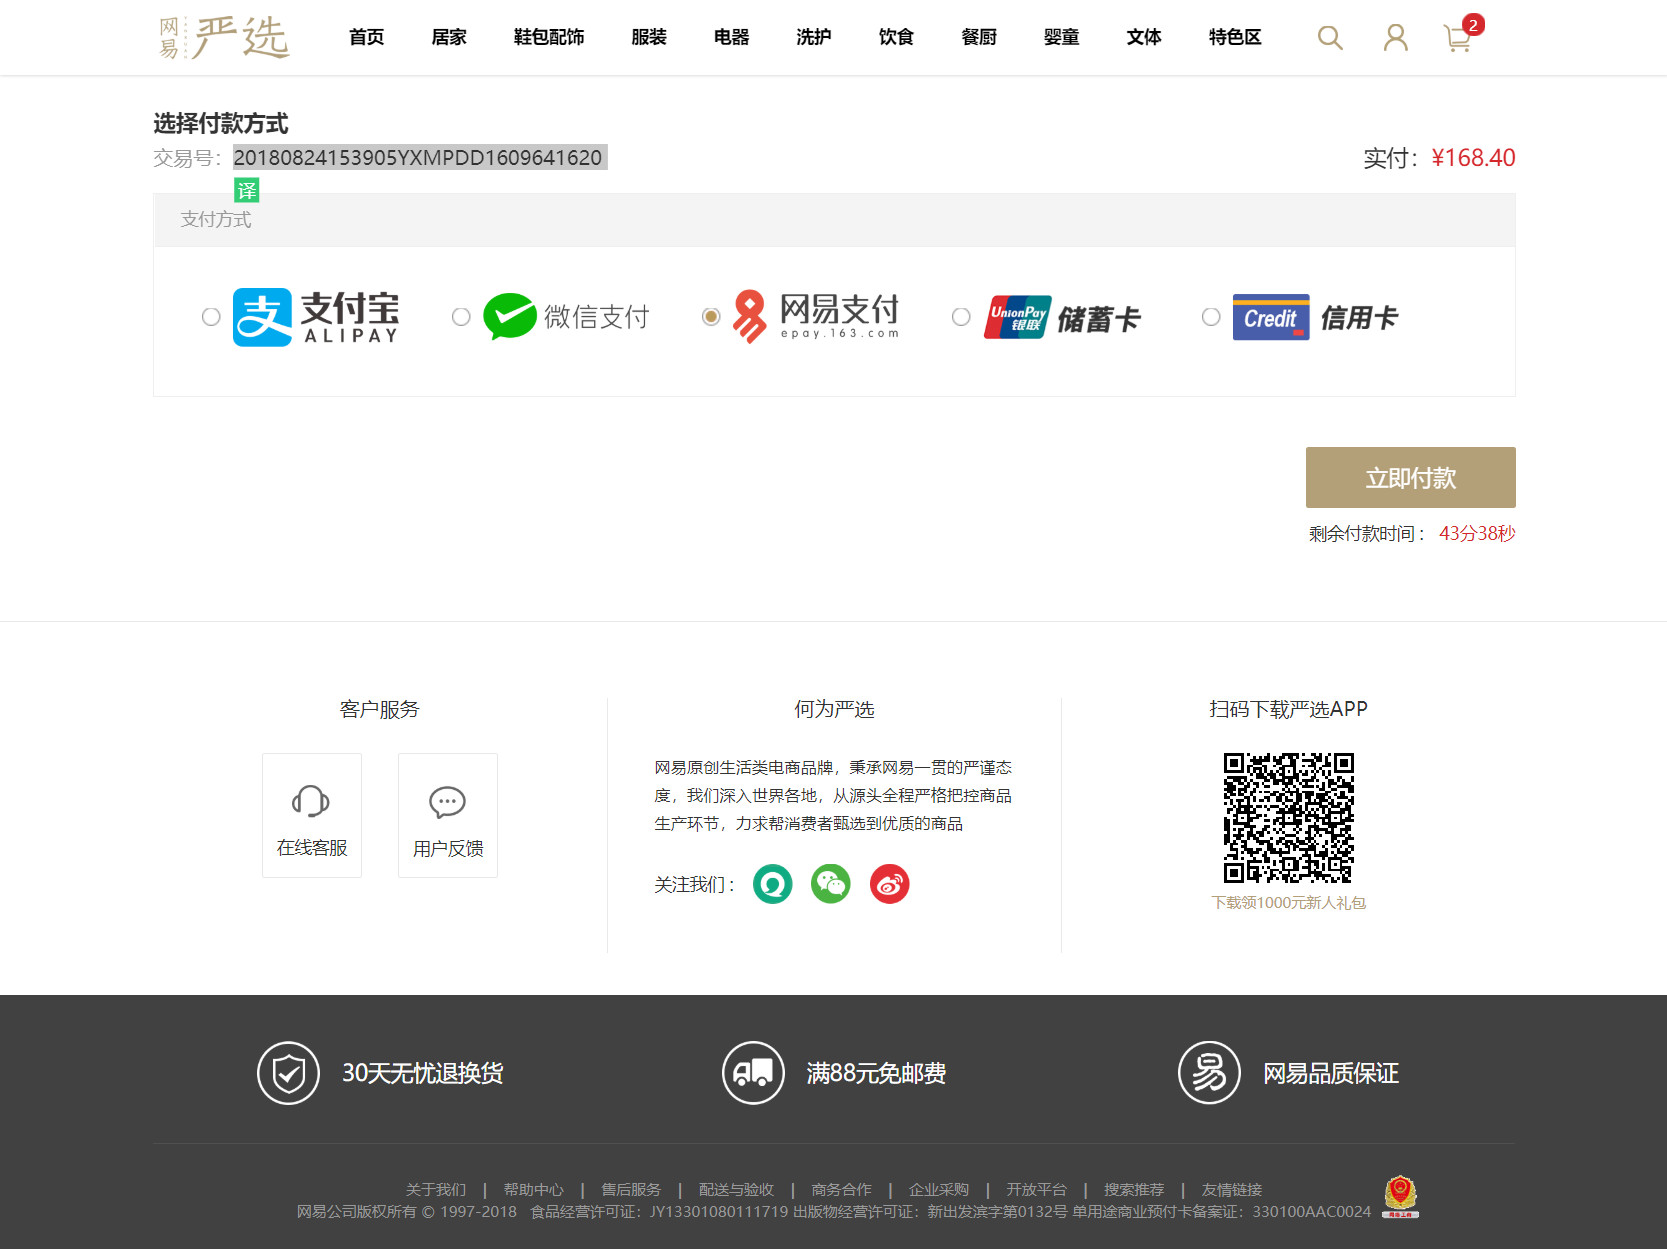 网易严选
首页 居家 鞋包配饰 服装 电器 洗护 饮食 餐厨 婴童 文体 特色区 2
选择付款方式
交易号：20180824153905YXMPDD1609641620 实付：¥168.40
译
支付方式
支付宝 ALIPAY 微信支付 网易支付 epay.163.com UnionPay 银联 储蓄卡 Credit 信用卡
立即付款
剩余付款时间： 43分38秒
客户服务
在线客服 用户反馈
何为严选
网易原创生活类电商品牌，秉承网易一贯的严谨态
度，我们深入世界各地，从源头全程严格把控商品
生产环节，力求帮消费者甄选到优质的商品
关注我们：
扫码下载严选APP
下载领1000元新人礼包
30天无忧退换货 满88元免邮费 易 网易品质保证
关于我们 | 帮助中心 | 售后服务 | 配送与验收 | 商务合作 | 企业采购 | 开放平台 | 搜索推荐 | 友情链接
网易公司版权所有 © 1997-2018 食品经营许可证：JY13301080111719 出版物经营许可证：新出发滨字第0132号 单用途商业预付卡备案证：330100AAC0024